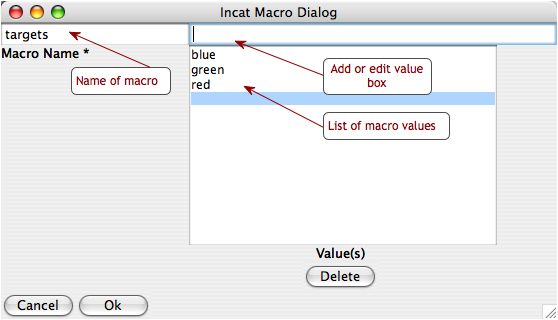 Incat Macro Dialog
targets
Macro Name *
blue
green
red
Name of macro
Add or edit value
box
List of macro values
Value(s)
Delete
Cancel
Ok